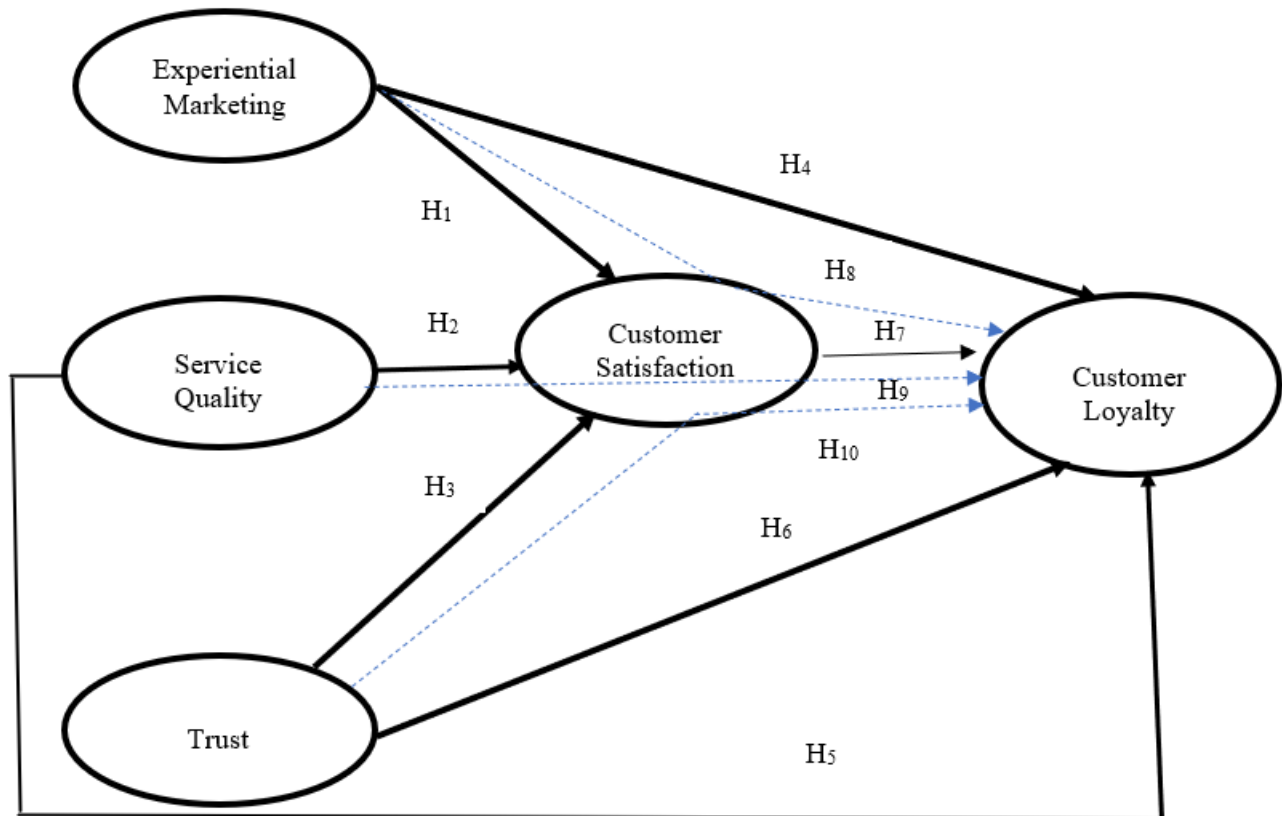 Experiential
Marketing
H4
H1
H8
H2
Customer
Satisfaction
H7
Service
Quality
Customer
Loyalty
H9
H10
H3
H6
Trust
H5